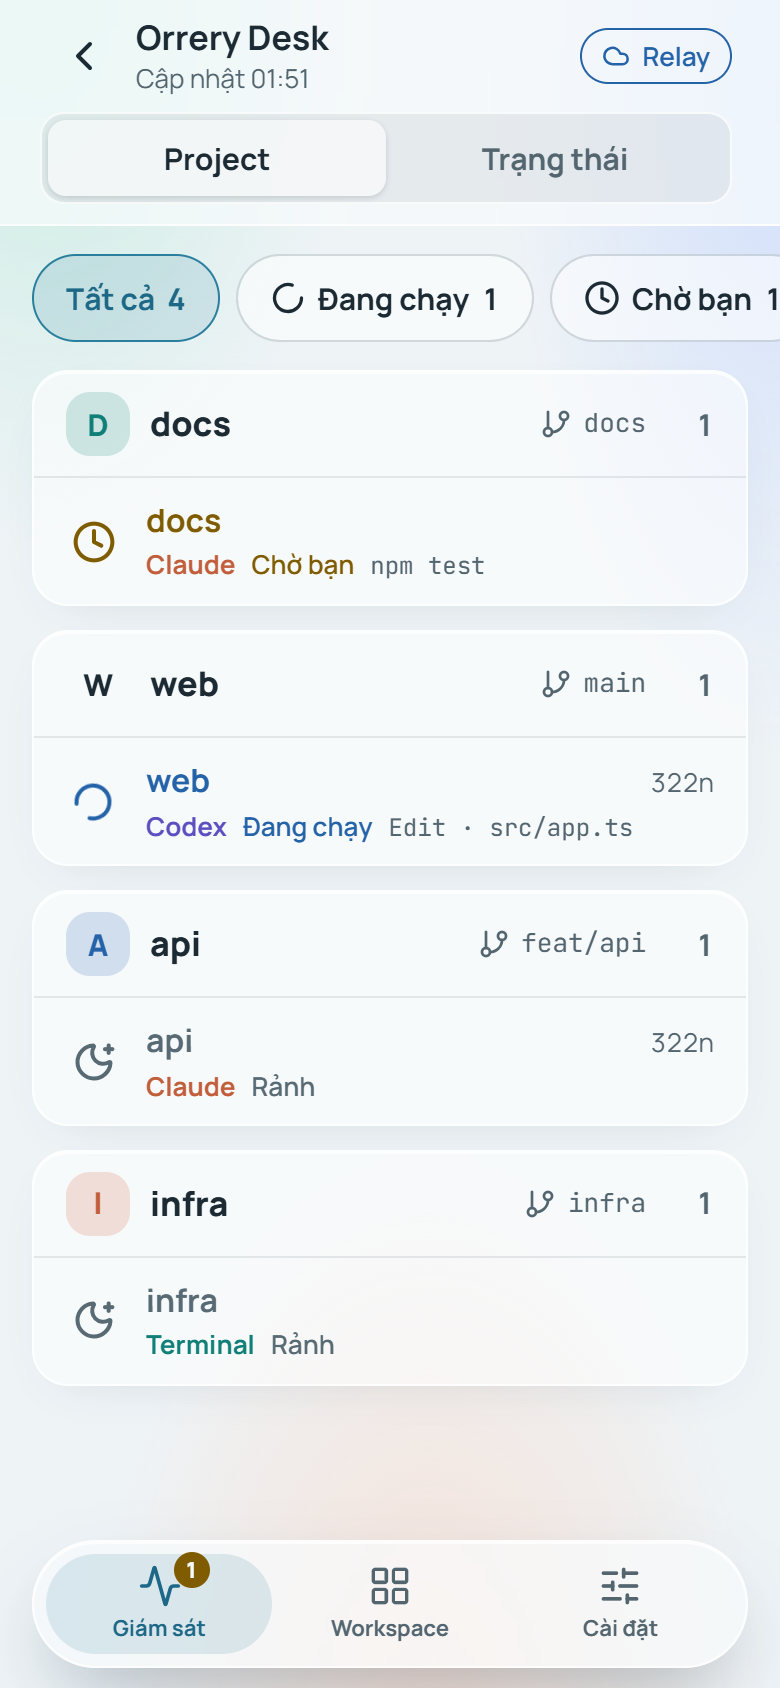 Orrery Desk
Cập nhật 01:51
Relay
Project
Trạng thái
Tất cả 4
Đang chạy 1
Chờ bạn 1
D docs docs 1
docs
Claude Chờ bạn npm test
W web main 1
web 322n
Codex Đang chạy Edit · src/app.ts
A api feat/api 1
api 322n
Claude Rảnh
I infra infra 1
infra
Terminal Rảnh
1
Giám sát
Workspace
Cài đặt